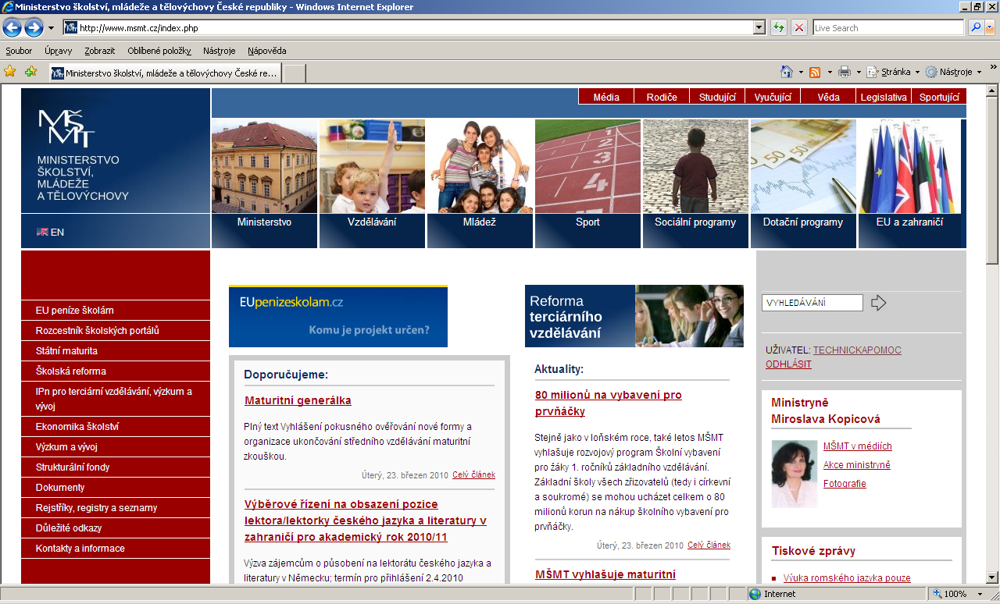 Ministerstvo školství, mládeže a tělovýchovy České republiky - Windows Internet Explorer
http://www.msmt.cz/index.php
Live Search
Soubor Úpravy Zobrazit Oblíbené položky Nástroje Nápověda
Ministerstvo školství, mládeže a tělovýchovy České re...
Stránka Nástroje
Média Rodiče Studující Vyučující Věda Legislativa Sportující
MŠMT
MINISTERSTVO
ŠKOLSTVÍ,
MLÁDEŽE
A TĚLOVÝCHOVY
EN
Ministerstvo Vzdělávání Mládež Sport Sociální programy Dotační programy EU a zahraničí
EU peníze školám
Rozcestník školských portálů
Státní maturita
Školská reforma
IPn pro terciární vzdělávání, výzkum a
vývoj
Ekonomika školství
Výzkum a vývoj
Strukturální fondy
Dokumenty
Rejstříky, registry a seznamy
Důležité odkazy
Kontakty a informace
EUpenizeskolam.cz
Komu je projekt určen?
Doporučujeme:
Maturitní generálka
Plný text Vyhlášení pokusného ověřování nové formy a
organizace ukončování středního vzdělávání maturitní
zkouškou.
Úterý, 23. březen 2010 Celý článek
Výběrové řízení na obsazení pozice
lektora/lektorky českého jazyka a literatury v
zahraničí pro akademický rok 2010/11
Výzva zájemcům o působení na lektorátu českého jazyka a
literatury v Německu; termín pro přihlášení 2.4.2010
Reforma
terciárního
vzdělávání
Aktuality:
80 milionů na vybavení pro
prvňáčky
Stejně jako v loňském roce, také letos MŠMT
vyhlašuje rozvojový program Školní vybavení
pro žáky 1. ročníků základního vzdělávání.
Základní školy všech zřizovatelů (tedy i církevní
a soukromé) se mohou ucházet celkem o 80
milionů korun na nákup školního vybavení pro
prvňáčky.
Úterý, 23. březen 2010 Celý článek
MŠMT vyhlašuje maturitní
VYHLEDÁVÁNÍ
UŽIVATEL: TECHNICKAPOMOC
ODHLÁSIT
Ministryně
Miroslava Kopicová
MŠMT v médiích
Akce ministryně
Fotografie
Tiskové zprávy
Výuka romského jazyka pouze
Internet
100%